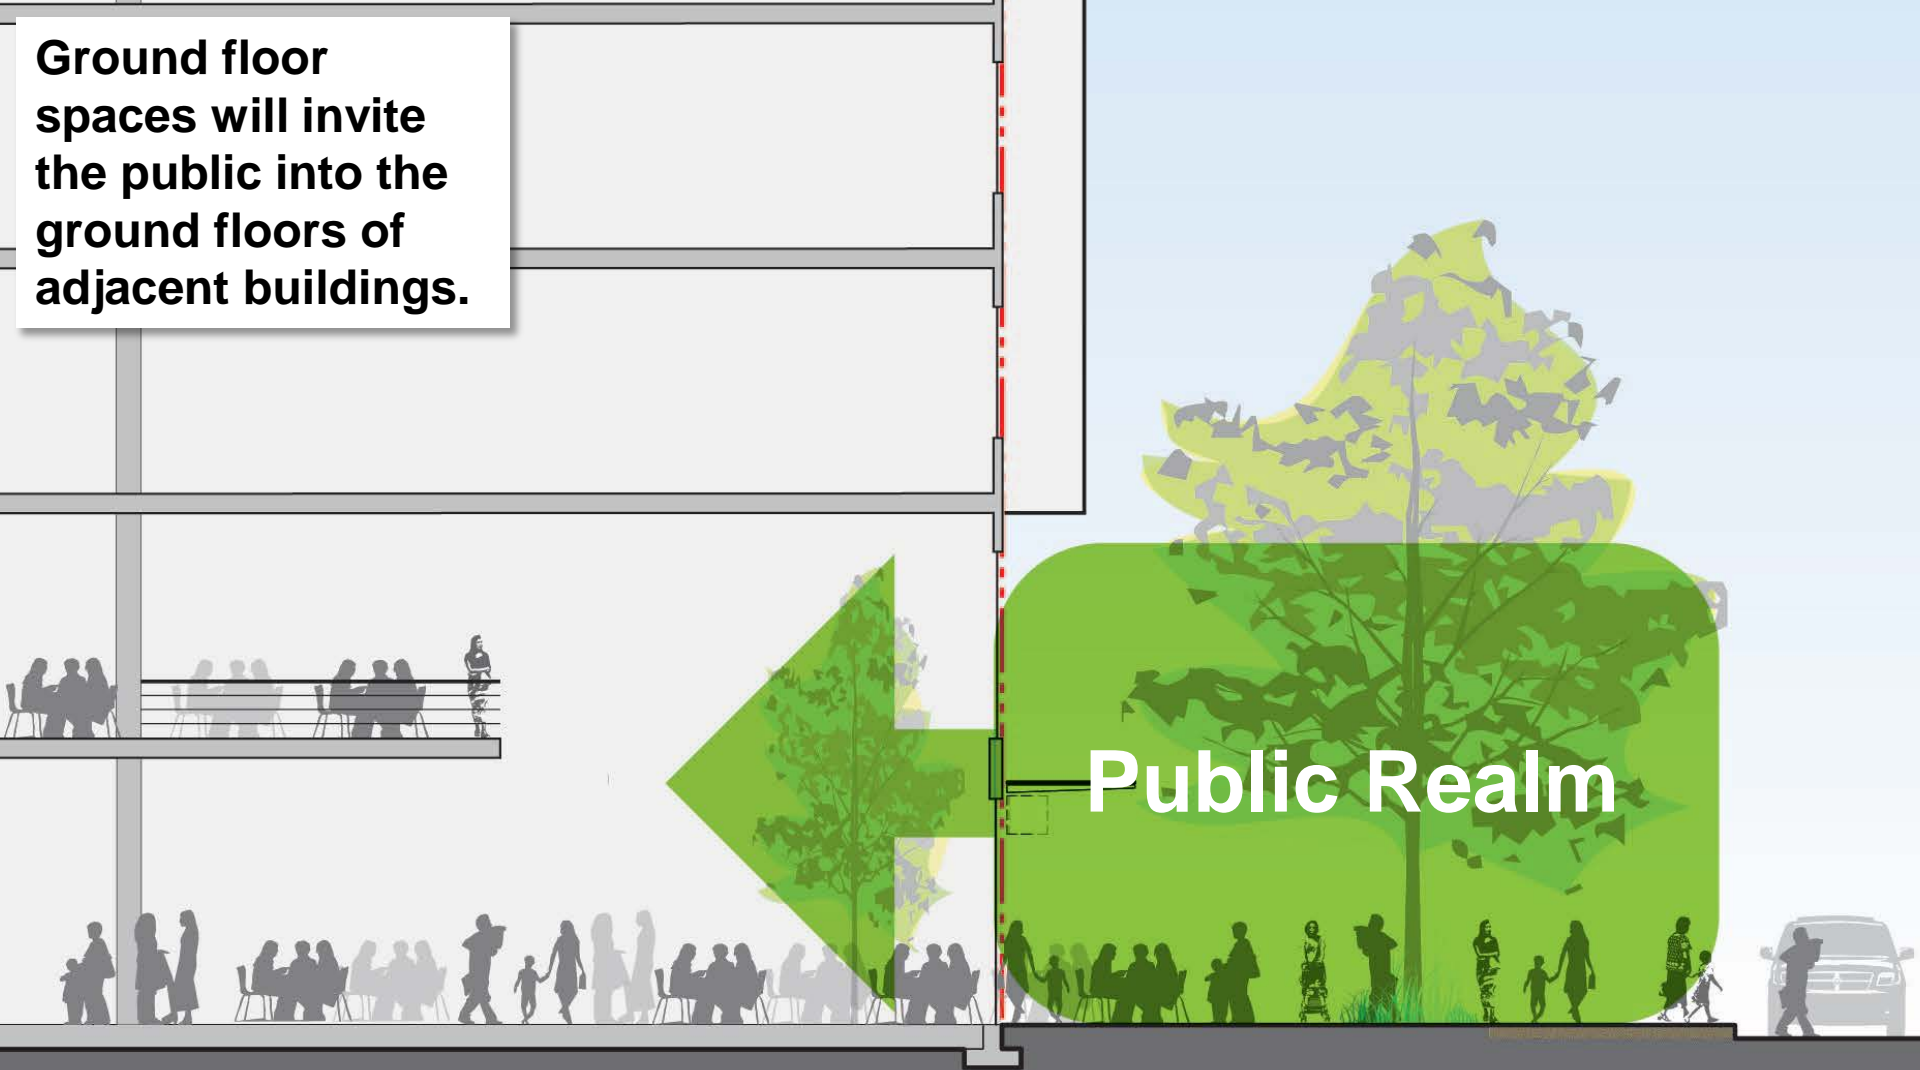 Ground floor
spaces will invite
the public into the
ground floors of
adjacent buildings.
Public Realm